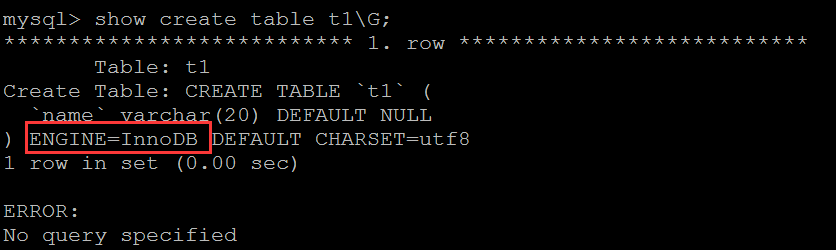 mysql> show create table t1\G;
*************************** 1. row ***************************
       Table: t1
Create Table: CREATE TABLE `t1` (
  `name` varchar(20) DEFAULT NULL
) ENGINE=InnoDB DEFAULT CHARSET=utf8
1 row in set (0.00 sec)

ERROR:
No query specified